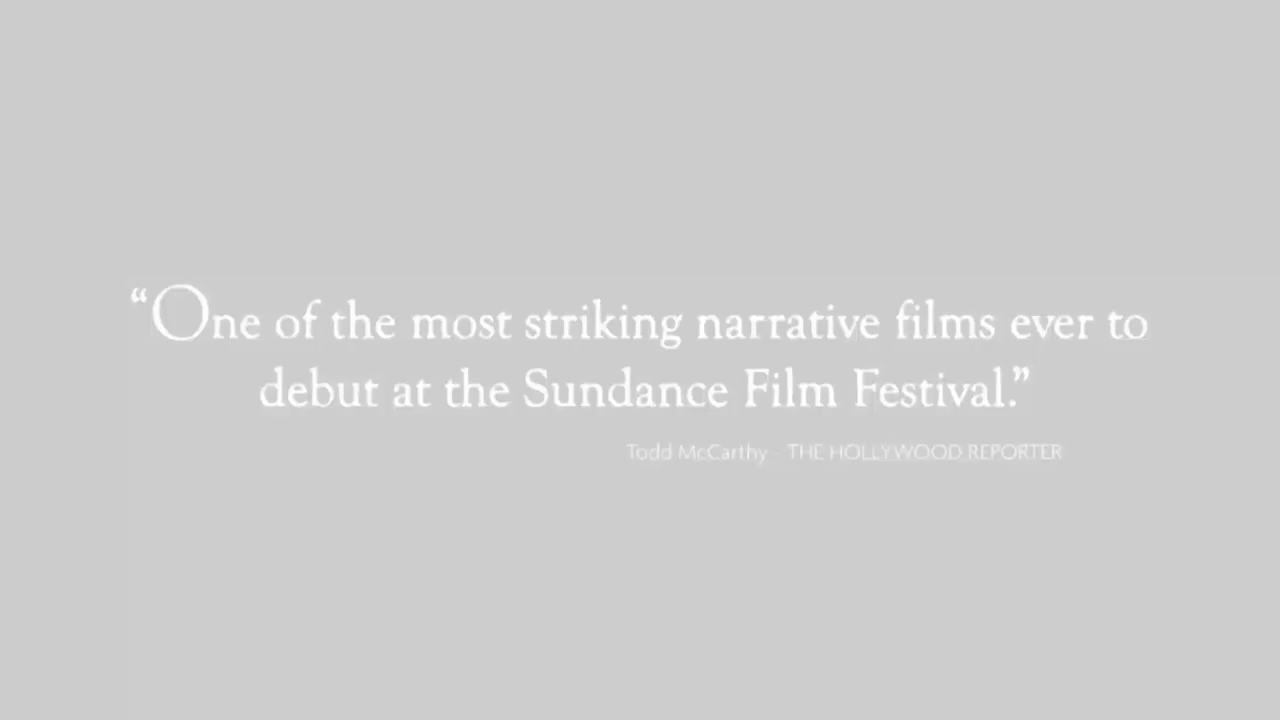 “One of the most striking narrative films ever to
debut at the Sundance Film Festival.”
Todd McCarthy - THE HOLLYWOOD REPORTER